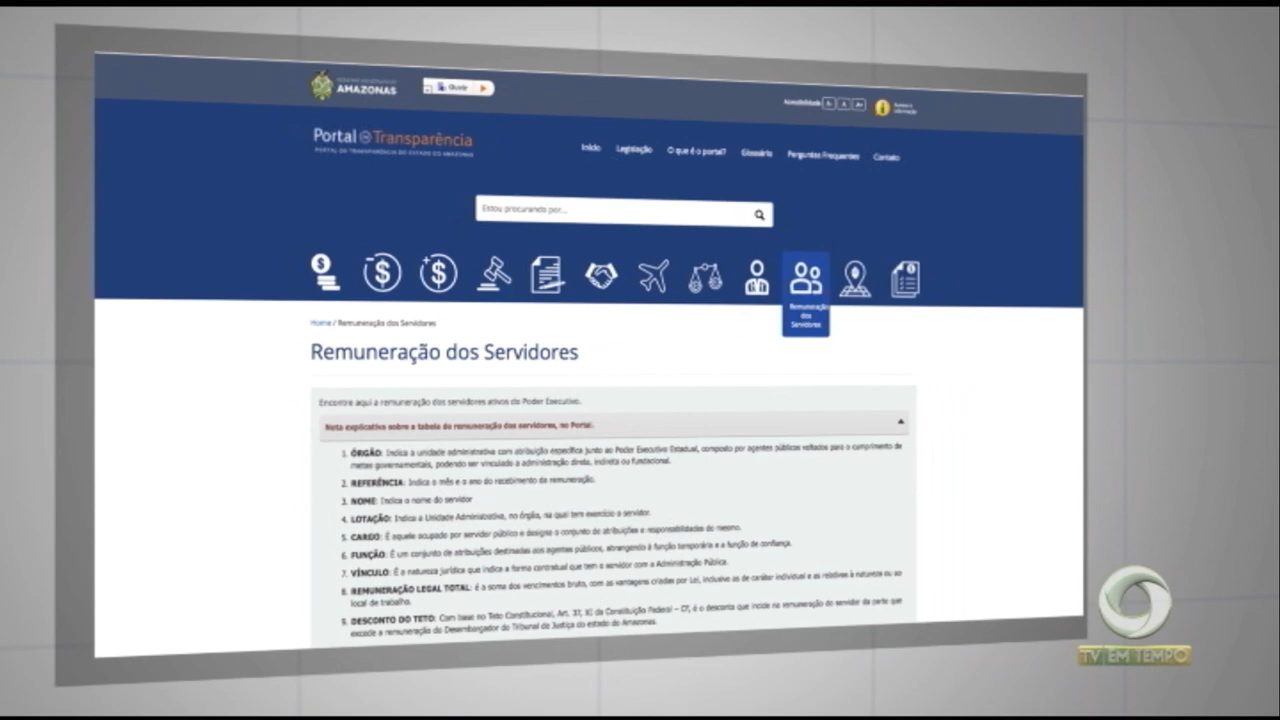 GOVERNO DO ESTADO DO
AMAZONAS
Ouvir
Acessibilidade A- A A+
Acesso à
Informação
Portal da Transparência
PORTAL DA TRANSPARÊNCIA DO ESTADO DO AMAZONAS
Início Legislação O que é o portal? Glossário Perguntas Frequentes Contato
Estou procurando por...
Remuneração
dos
Servidores
Home / Remuneração dos Servidores
Remuneração dos Servidores
Encontre aqui a remuneração dos servidores ativos do Poder Executivo.
Nota explicativa sobre a tabela de remuneração dos servidores, no Portal.
1. ÓRGÃO: Indica a unidade administrativa com atribuição específica junto ao Poder Executivo Estadual, composto por agentes públicos voltados para o cumprimento de
metas governamentais, podendo ser vinculado a administração direta, indireta ou fundacional.
2. REFERÊNCIA: Indica o mês e o ano do recebimento da remuneração.
3. NOME: Indica o nome do servidor
4. LOTAÇÃO: Indica a Unidade Administrativa, no órgão, na qual tem exercício o servidor.
5. CARGO: É aquele ocupado por servidor público e designa o conjunto de atribuições e responsabilidades do mesmo.
6. FUNÇÃO: É um conjunto de atribuições destinadas aos agentes públicos, abrangendo à função temporária e a função de confiança.
7. VÍNCULO: É a natureza jurídica que indica a forma contratual que tem o servidor com a Administração Pública.
8. REMUNERAÇÃO LEGAL TOTAL: é a soma dos vencimentos bruto, com as vantagens criadas por Lei, inclusive as de caráter individual e as relativas à natureza ou ao
local de trabalho.
9. DESCONTO DO TETO: Com base no Teto Constitucional, Art. 37, XI da Constituição Federal – CF, é o desconto que incide na remuneração do servidor da parte que
excede a remuneração do Desembargador do Tribunal de Justiça do estado do Amazonas.
TV EM TEMPO